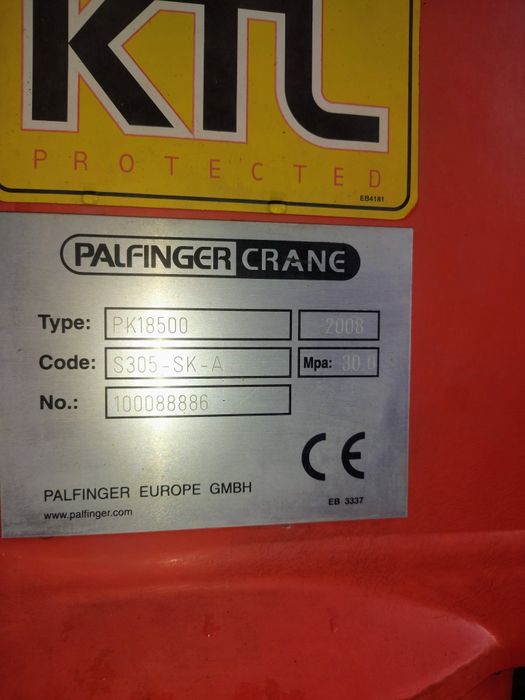 KTL
PROTECTED
EB4181
PALFINGER CRANE
Type: PK18500 2008
Code: S305-SK-A Mpa: 30,0
No.: 100088886
CE
PALFINGER EUROPE GMBH
www.palfinger.com
EB 3337